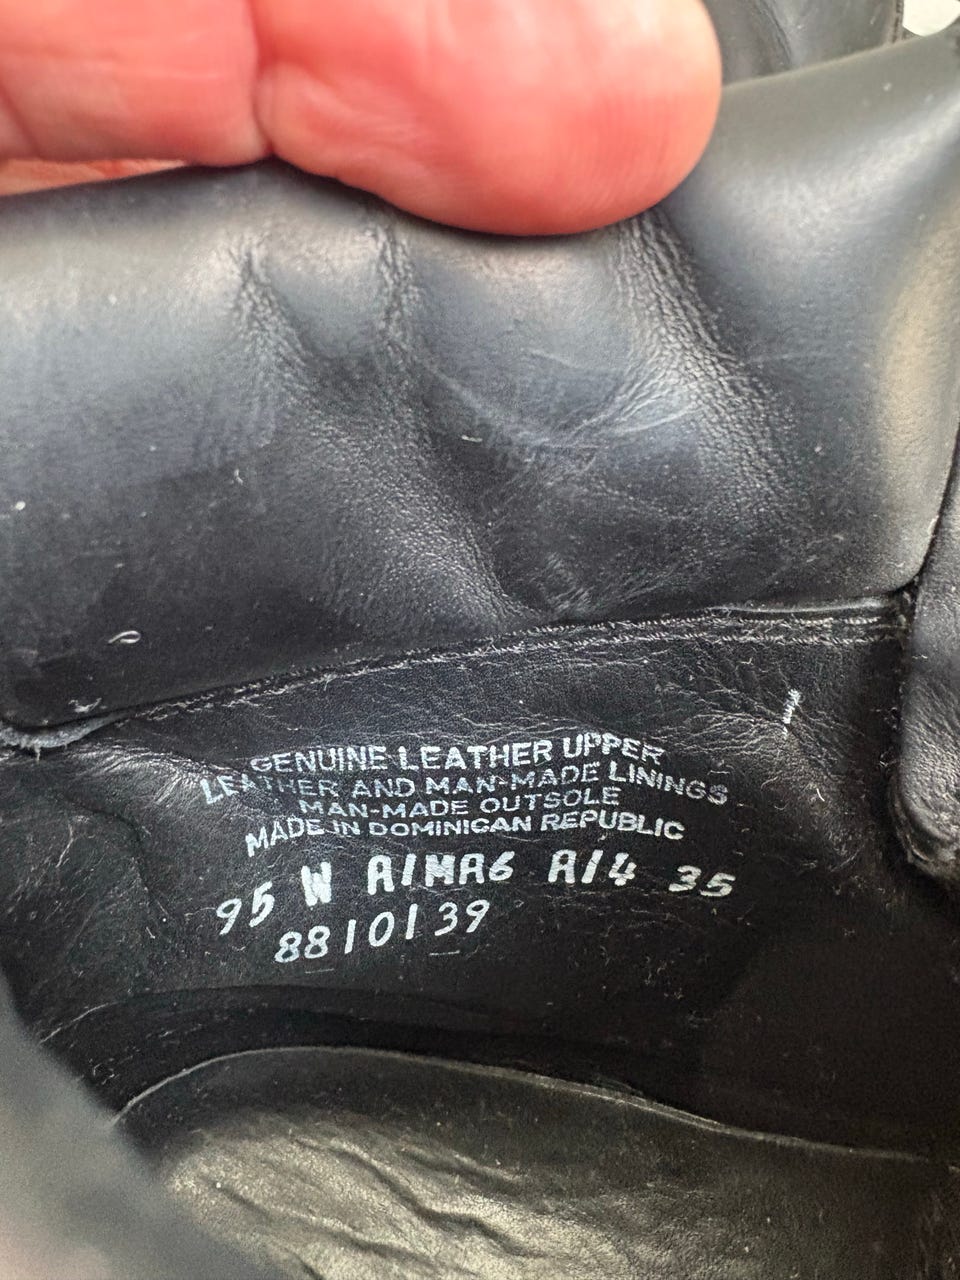 GENUINE LEATHER UPPER
LEATHER AND MAN-MADE LININGS
MAN-MADE OUTSOLE
MADE IN DOMINICAN REPUBLIC
95 W A1MA6 A14 35
8810139